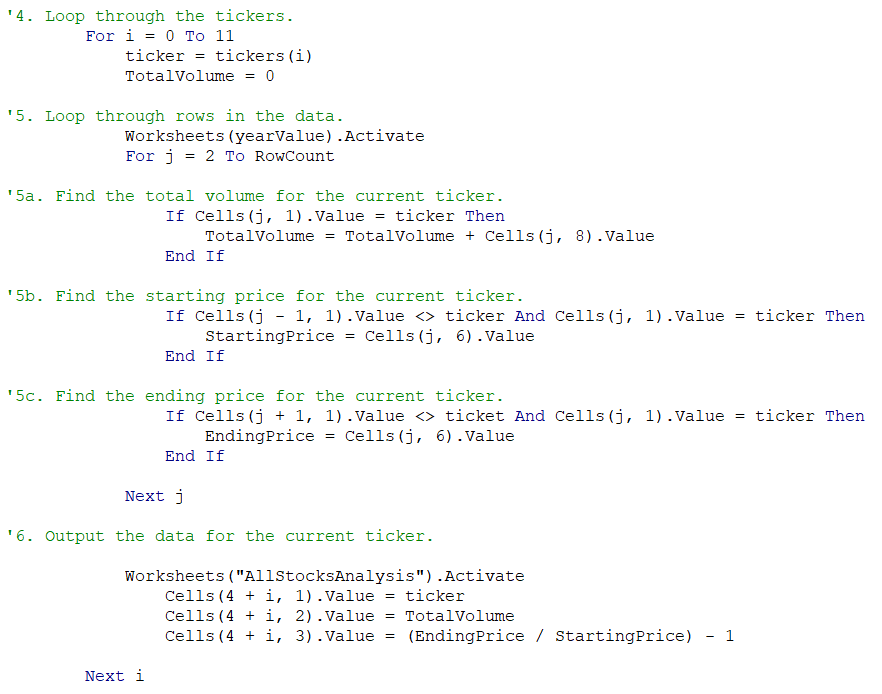 '4. Loop through the tickers.
For i = 0 To 11
ticker = tickers(i)
TotalVolume = 0
'5. Loop through rows in the data.
Worksheets(yearValue).Activate
For j = 2 To RowCount
'5a. Find the total volume for the current ticker.
If Cells(j, 1).Value = ticker Then
TotalVolume = TotalVolume + Cells(j, 8).Value
End If
'5b. Find the starting price for the current ticker.
If Cells(j - 1, 1).Value <> ticker And Cells(j, 1).Value = ticker Then
StartingPrice = Cells(j, 6).Value
End If
'5c. Find the ending price for the current ticker.
If Cells(j + 1, 1).Value <> ticket And Cells(j, 1).Value = ticker Then
EndingPrice = Cells(j, 6).Value
End If
Next j
'6. Output the data for the current ticker.
Worksheets("AllStocksAnalysis").Activate
Cells(4 + i, 1).Value = ticker
Cells(4 + i, 2).Value = TotalVolume
Cells(4 + i, 3).Value = (EndingPrice / StartingPrice) - 1
Next i